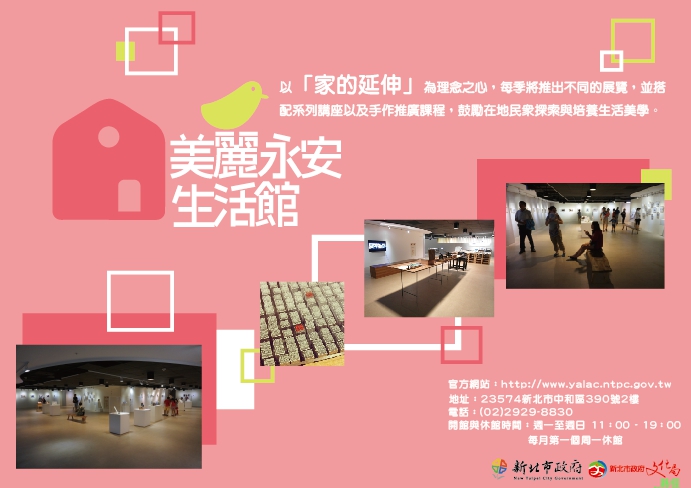 以「家的延伸」為理念之心，每季將推出不同的展覽，並搭
配系列講座以及手作推廣課程，鼓勵在地民眾探索與培養生活美學。
美麗永安
生活館
官方網站：http://www.yalac.ntpc.gov.tw
地址：23574新北市中和區390號2樓
電話：(02)2929-8830
開館與休館時間：週一至週日 11：00 - 19：00
每月第一個周一休館
新北市政府
New Taipei City Government
新北市政府 文化局